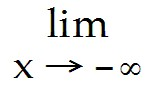 lim
x → − ∞